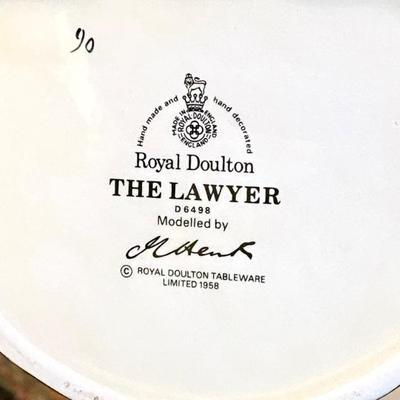 90
Hand made and hand decorated
MADE IN ENGLAND
ROYAL DOULTON
ENGLAND
Royal Doulton
THE LAWYER
D 6498
Modelled by
© ROYAL DOULTON TABLEWARE
LIMITED 1958